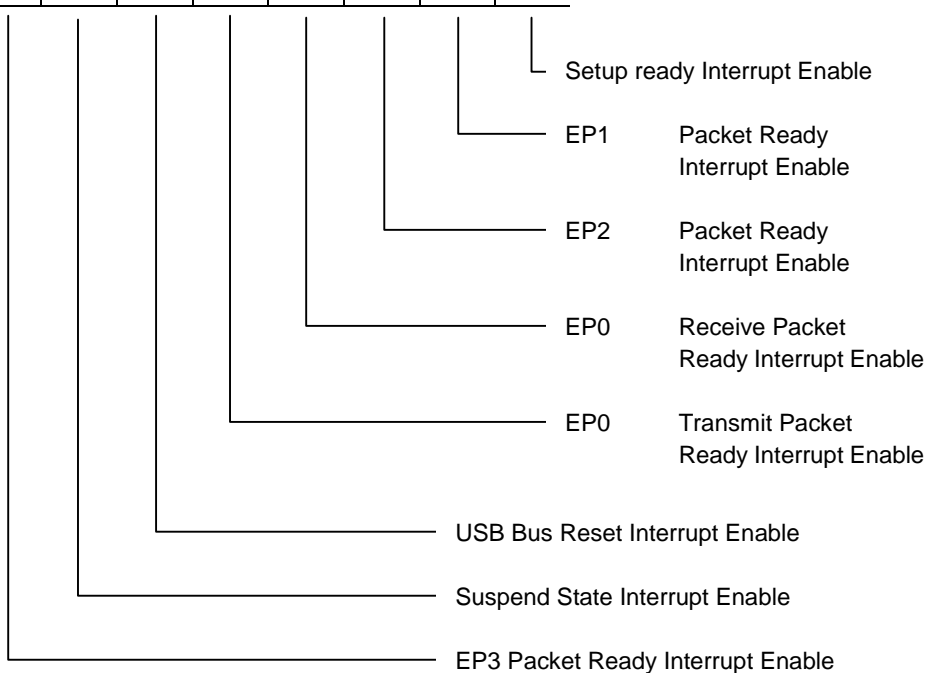 Setup ready Interrupt Enable
EP1 Packet Ready
Interrupt Enable
EP2 Packet Ready
Interrupt Enable
EP0 Receive Packet
Ready Interrupt Enable
EP0 Transmit Packet
Ready Interrupt Enable
USB Bus Reset Interrupt Enable
Suspend State Interrupt Enable
EP3 Packet Ready Interrupt Enable